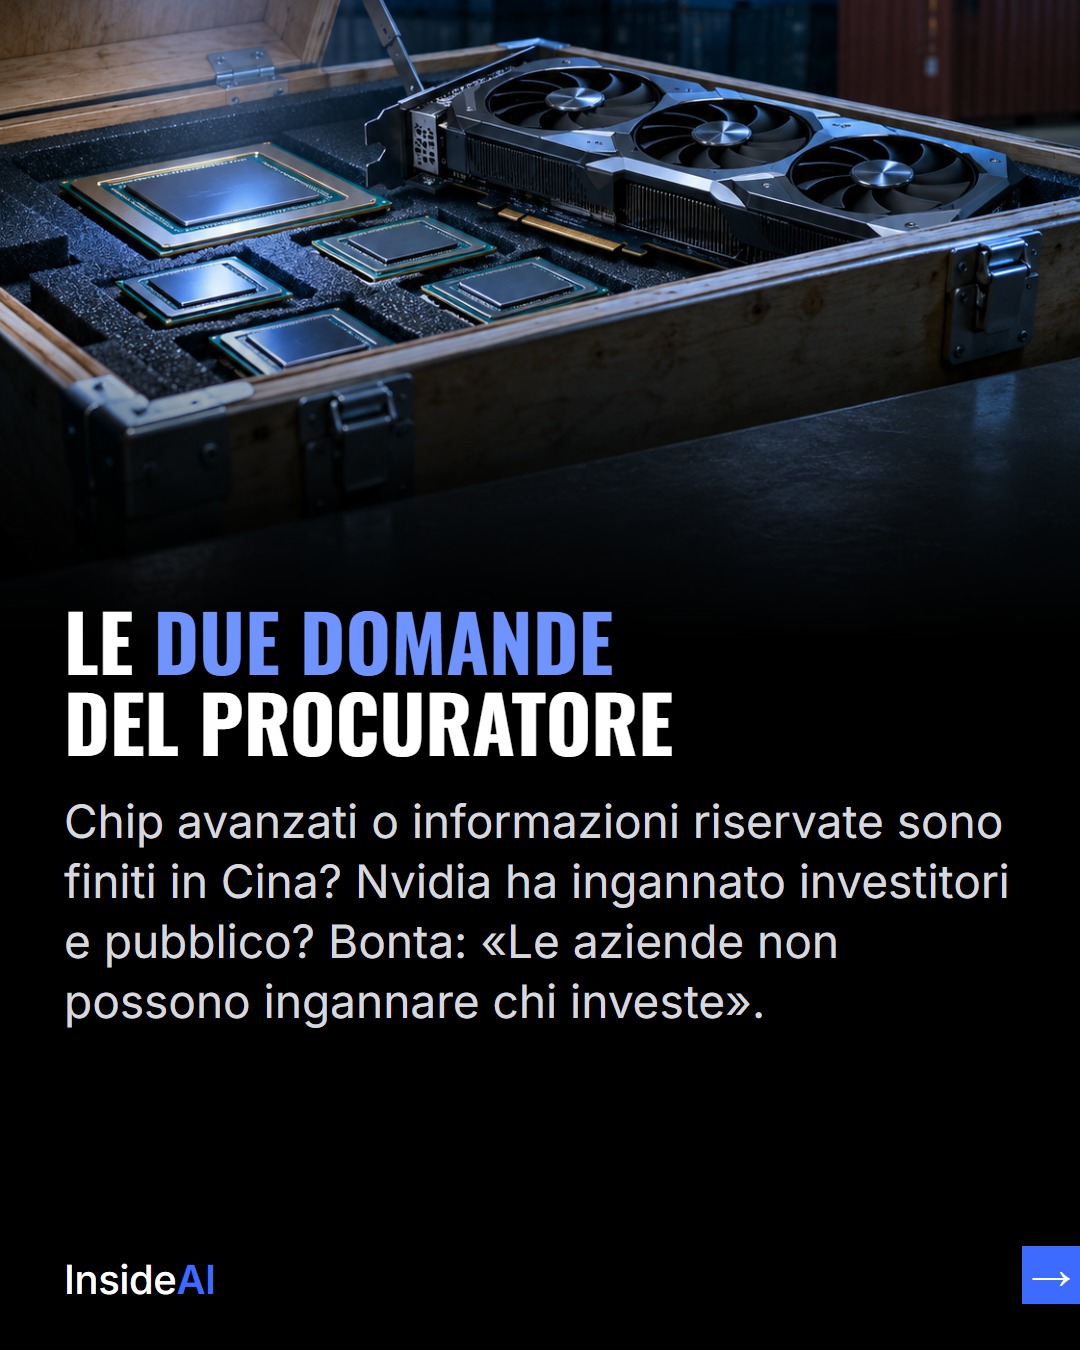 LE DUE DOMANDE
DEL PROCURATORE
Chip avanzati o informazioni riservate sono
finiti in Cina? Nvidia ha ingannato investitori
e pubblico? Bonta: «Le aziende non
possono ingannare chi investe».
InsideAI
→